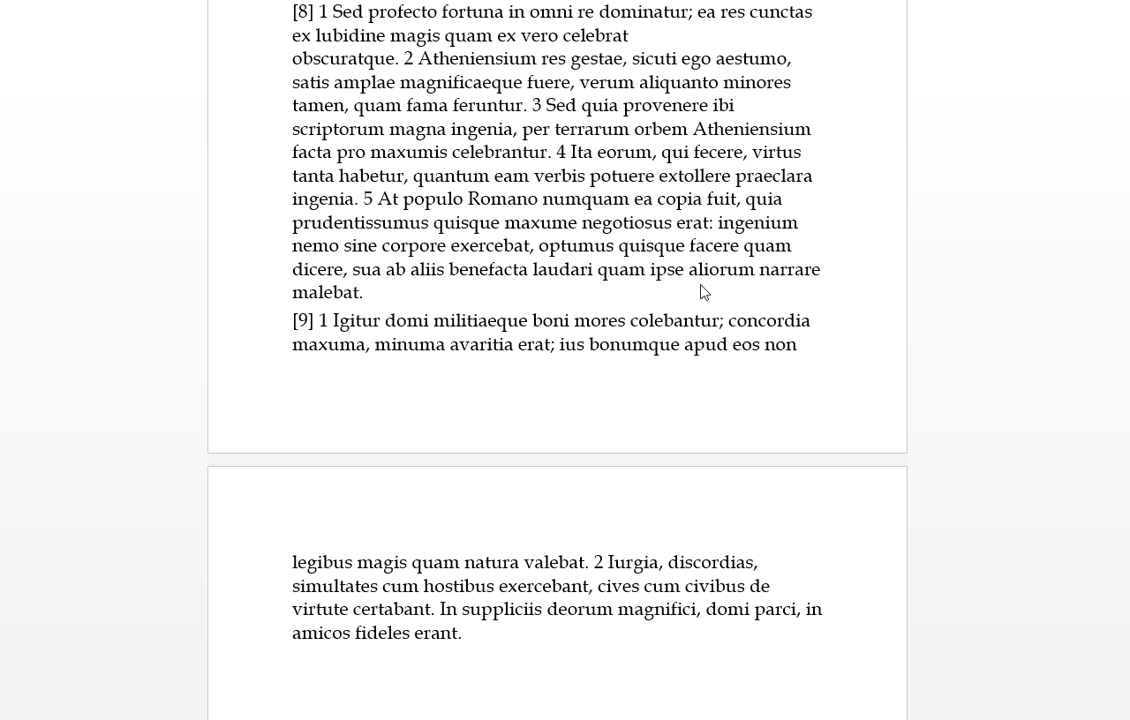 [8] 1 Sed profecto fortuna in omni re dominatur; ea res cunctas
ex lubidine magis quam ex vero celebrat
obscuratque. 2 Atheniensium res gestae, sicuti ego aestumo,
satis amplae magnificaeque fuere, verum aliquanto minores
tamen, quam fama feruntur. 3 Sed quia provenere ibi
scriptorum magna ingenia, per terrarum orbem Atheniensium
facta pro maxumis celebrantur. 4 Ita eorum, qui fecere, virtus
tanta habetur, quantum eam verbis potuere extollere praeclara
ingenia. 5 At populo Romano numquam ea copia fuit, quia
prudentissumus quisque maxume negotiosus erat: ingenium
nemo sine corpore exercebat, optumus quisque facere quam
dicere, sua ab aliis benefacta laudari quam ipse aliorum narrare
malebat.
[9] 1 Igitur domi militiaeque boni mores colebantur; concordia
maxuma, minuma avaritia erat; ius bonumque apud eos non
legibus magis quam natura valebat. 2 Iurgia, discordias,
simultates cum hostibus exercebant, cives cum civibus de
virtute certabant. In suppliciis deorum magnifici, domi parci, in
amicos fideles erant.